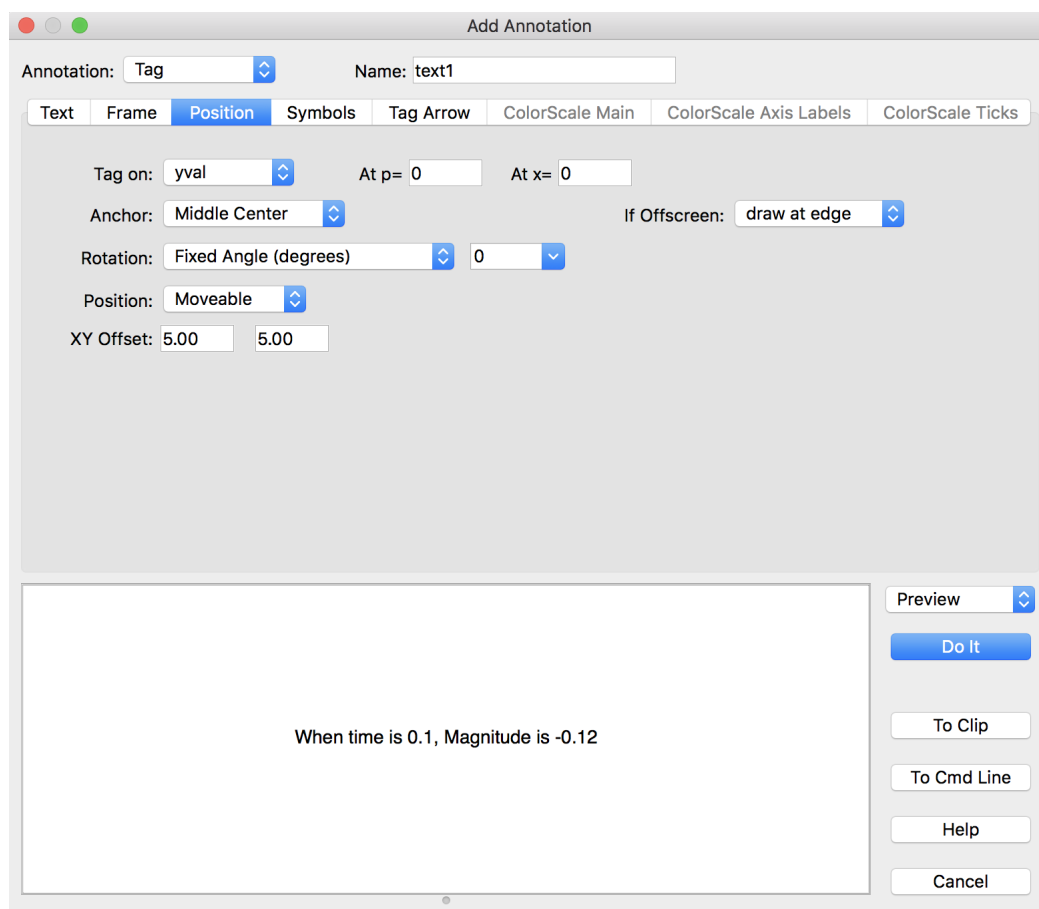 Add Annotation
Annotation: Tag Name: text1
Text Frame Position Symbols Tag Arrow ColorScale Main ColorScale Axis Labels ColorScale Ticks
Tag on: yval At p= 0 At x= 0
Anchor: Middle Center If Offscreen: draw at edge
Rotation: Fixed Angle (degrees) 0
Position: Moveable
XY Offset: 5.00 5.00
Preview
Do It
When time is 0.1, Magnitude is -0.12
To Clip
To Cmd Line
Help
Cancel